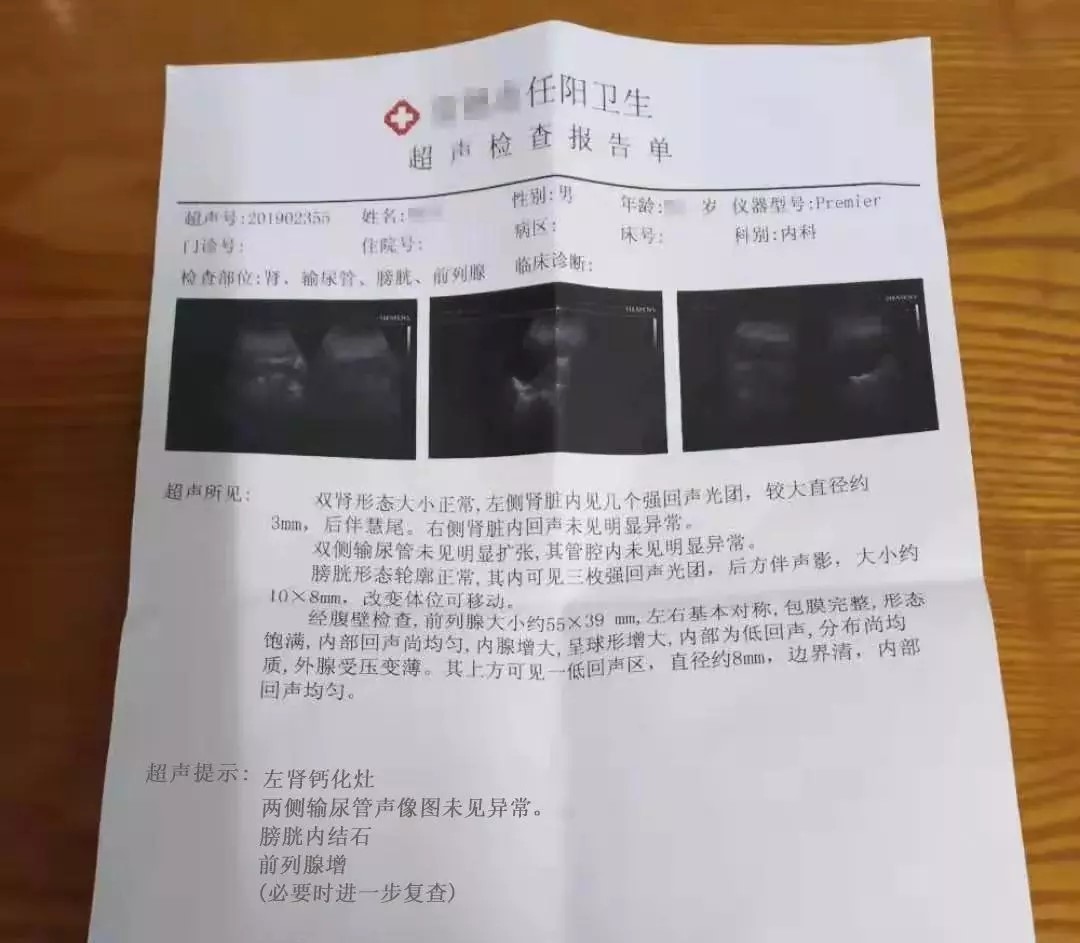 任阳卫生
超声检查报告单
超声号:201902355 姓名: 性别:男 年龄: 岁 仪器型号:Premier
门诊号: 住院号: 病区: 床号: 科别:内科
检查部位:肾、输尿管、膀胱、前列腺 临床诊断:
SIEMENS SIEMENS SIEMENS
超声所见: 双肾形态大小正常,左侧肾脏内见几个强回声光团，较大直径约
3mm，后伴慧尾。右侧肾脏内回声未见明显异常。
双侧输尿管未见明显扩张,其管腔内未见明显异常。
膀胱形态轮廓正常,其内可见三枚强回声光团，后方伴声影，大小约
10×8mm，改变体位可移动。
经腹壁检查,前列腺大小约55×39 mm,左右基本对称,包膜完整,形态
饱满,内部回声尚均匀,内腺增大,呈球形增大,内部为低回声,分布尚均
质,外腺受压变薄。其上方可见一低回声区，直径约8mm，边界清，内部
回声均匀。
超声提示: 左肾钙化灶
两侧输尿管声像图未见异常。
膀胱内结石
前列腺增
(必要时进一步复查)